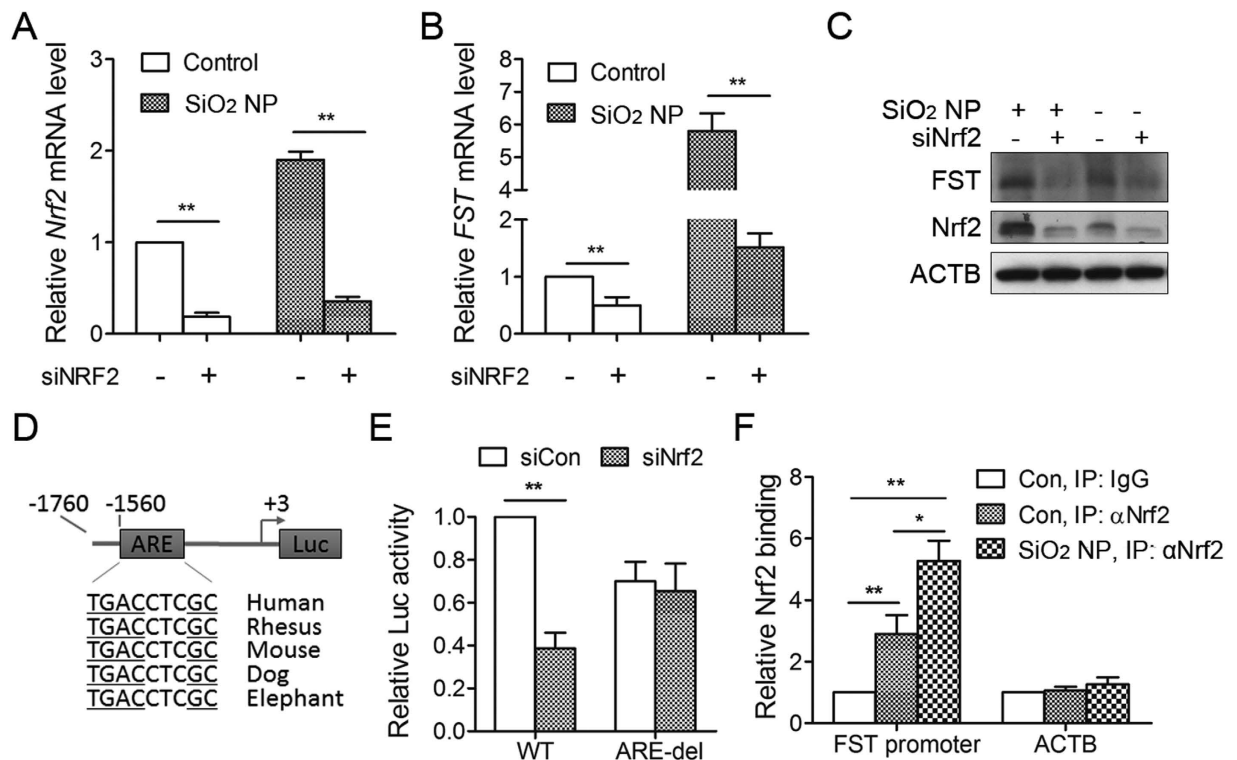 A
Relative Nrf2 mRNA level
3
2
1
0
Control
SiO2 NP
**
**
siNRF2 - + - +
B
Relative FST mRNA level
8
7
6
5
4
2
1
0
Control
SiO2 NP
**
**
siNRF2 - + - +
C
SiO2 NP + + - -
siNrf2 - + - +
FST
Nrf2
ACTB
D
-1760 -1560 +3
ARE Luc
TGACCTCGC Human
TGACCTCGC Rhesus
TGACCTCGC Mouse
TGACCTCGC Dog
TGACCTCGC Elephant
E
siCon siNrf2
Relative Luc activity
1.0
0.8
0.6
0.4
0.2
0.0
**
WT ARE-del
F
Relative Nrf2 binding
8
6
4
2
0
**
*
**
Con, IP: IgG
Con, IP: αNrf2
SiO2 NP, IP: αNrf2
FST promoter ACTB